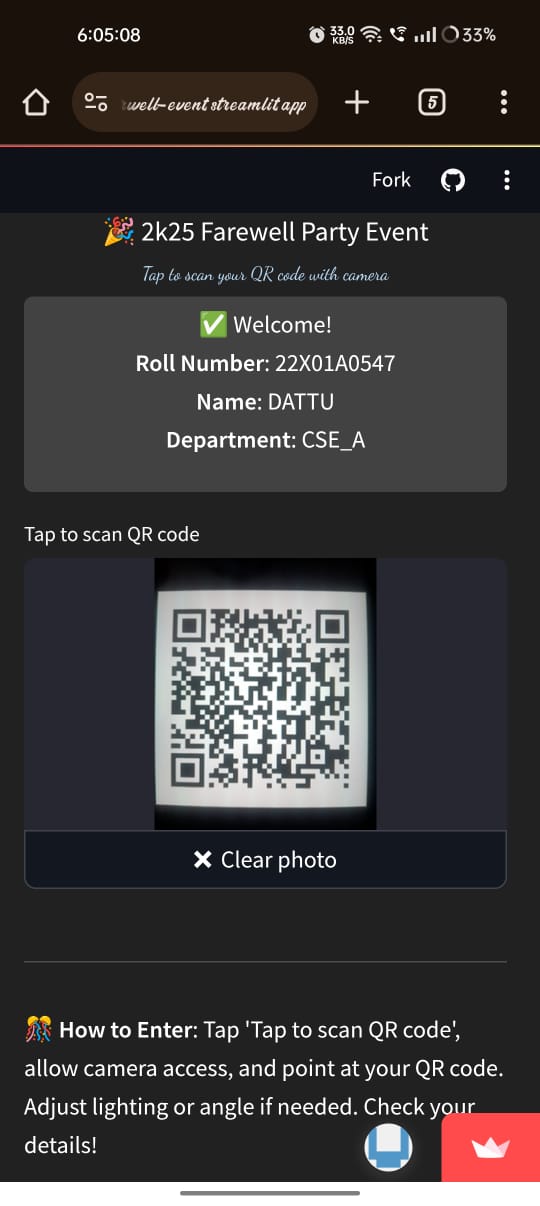 6:05:08
33.0
KB/S
33%
well-event streamlit app
5
Fork
🎉 2k25 Farewell Party Event
Tap to scan your QR code with camera
✅ Welcome!
Roll Number: 22X01A0547
Name: DATTU
Department: CSE_A
Tap to scan QR code
Clear photo
🎊 How to Enter: Tap 'Tap to scan QR code',
allow camera access, and point at your QR code.
Adjust lighting or angle if needed. Check your
details!